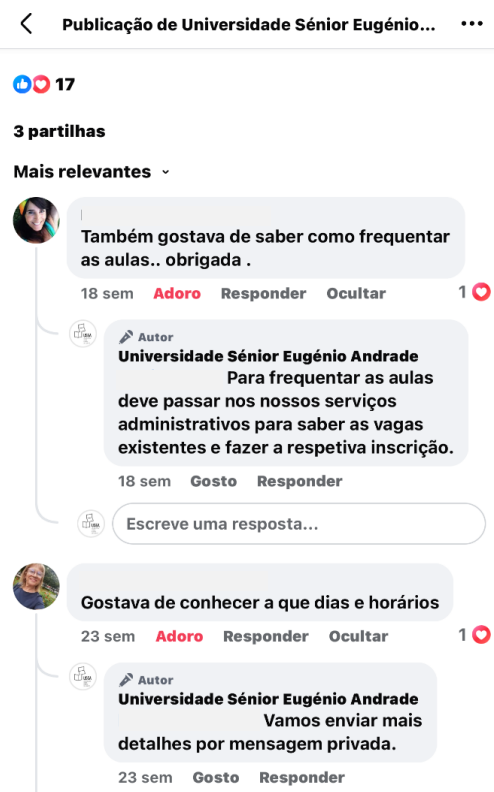 Publicação de Universidade Sénior Eugénio...
17
3 partilhas
Mais relevantes
Também gostava de saber como frequentar
as aulas.. obrigada .
18 sem Adoro Responder Ocultar 1
Autor
Universidade Sénior Eugénio Andrade
Para frequentar as aulas
deve passar nos nossos serviços
administrativos para saber as vagas
existentes e fazer a respetiva inscrição.
18 sem Gosto Responder
Escreve uma resposta...
Gostava de conhecer a que dias e horários
23 sem Adoro Responder Ocultar 1
Autor
Universidade Sénior Eugénio Andrade
Vamos enviar mais
detalhes por mensagem privada.
23 sem Gosto Responder